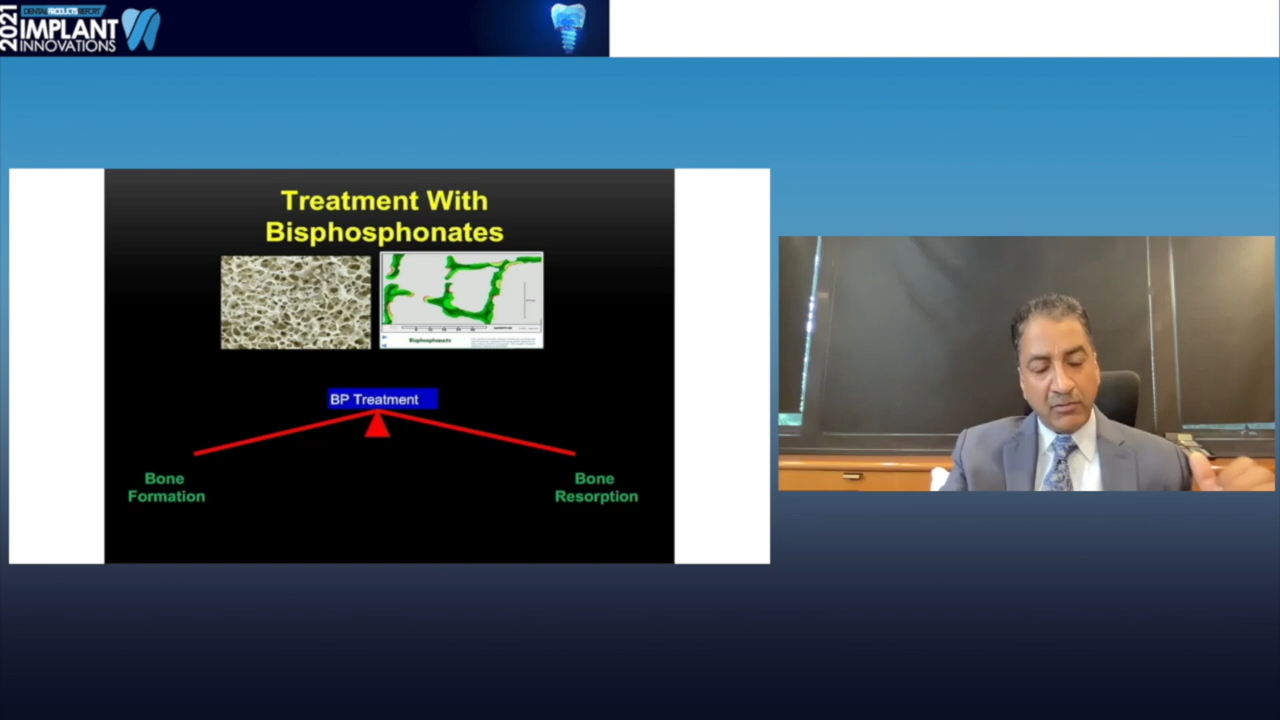 2021
DENTAL PRODUCTS REPORT
IMPLANT
INNOVATIONS
Treatment With
Bisphosphonates
Bisphosphonates
BP Treatment
Bone
Formation
Bone
Resorption